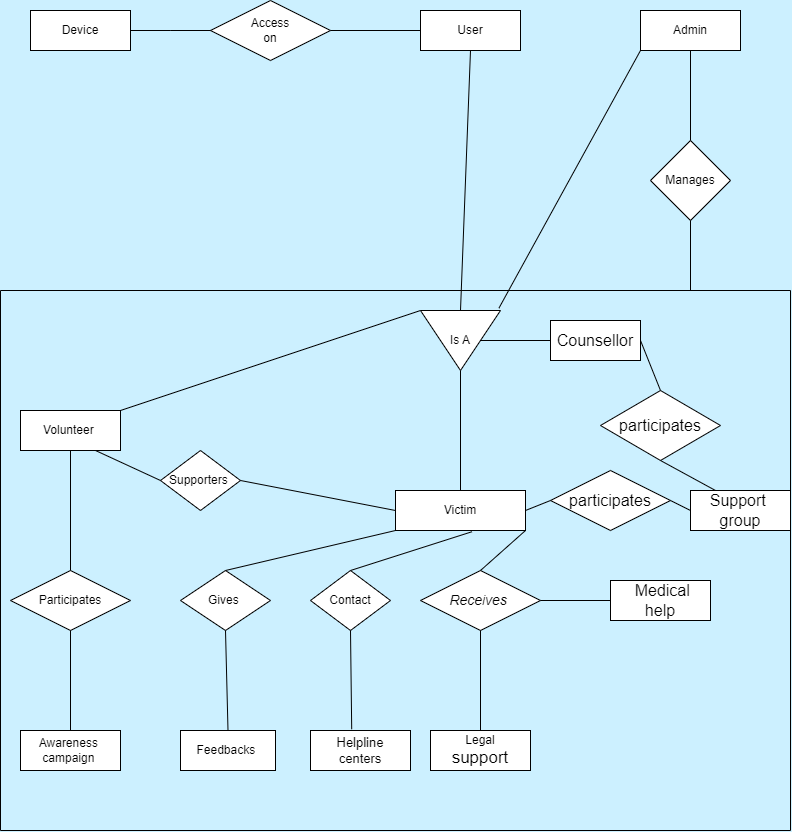 Device
Access
on
User
Admin
Manages
Is A
Counsellor
Volunteer
participates
Supporters
Victim
participates
Support
group
Participates
Gives
Contact
Receives
Medical
help
Awareness
campaign
Feedbacks
Helpline
centers
Legal
support